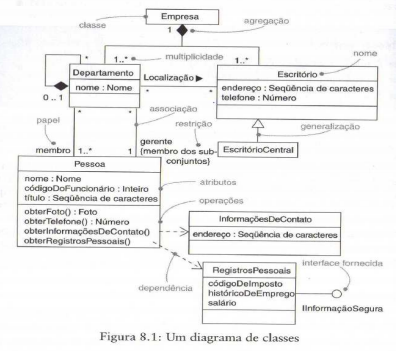 Empresa
classe
1
agregação
multiplicidade
nome
*
1..*
1..*
Departamento
nome : Nome
Localização ▶
*
*
Escritório
endereço : Seqüência de caracteres
telefone : Número
0 .. 1
*
*
associação
papel
restrição
generalização
membro
1..*
1
gerente
{membro dos sub-
conjuntos}
EscritórioCentral
Pessoa
nome : Nome
códigoDoFuncionário : Inteiro
título : Seqüência de caracteres
atributos
obterFoto() : Foto
obterTelefone() : Número
obterInformaçõesDeContato()
obterRegistrosPessoais()
operações
InformaçõesDeContato
endereço : Seqüência de caracteres
dependência
RegistrosPessoais
códigoDeImposto
históricoDeEmprego
salário
interface fornecida
IInformaçãoSegura
Figura 8.1: Um diagrama de classes